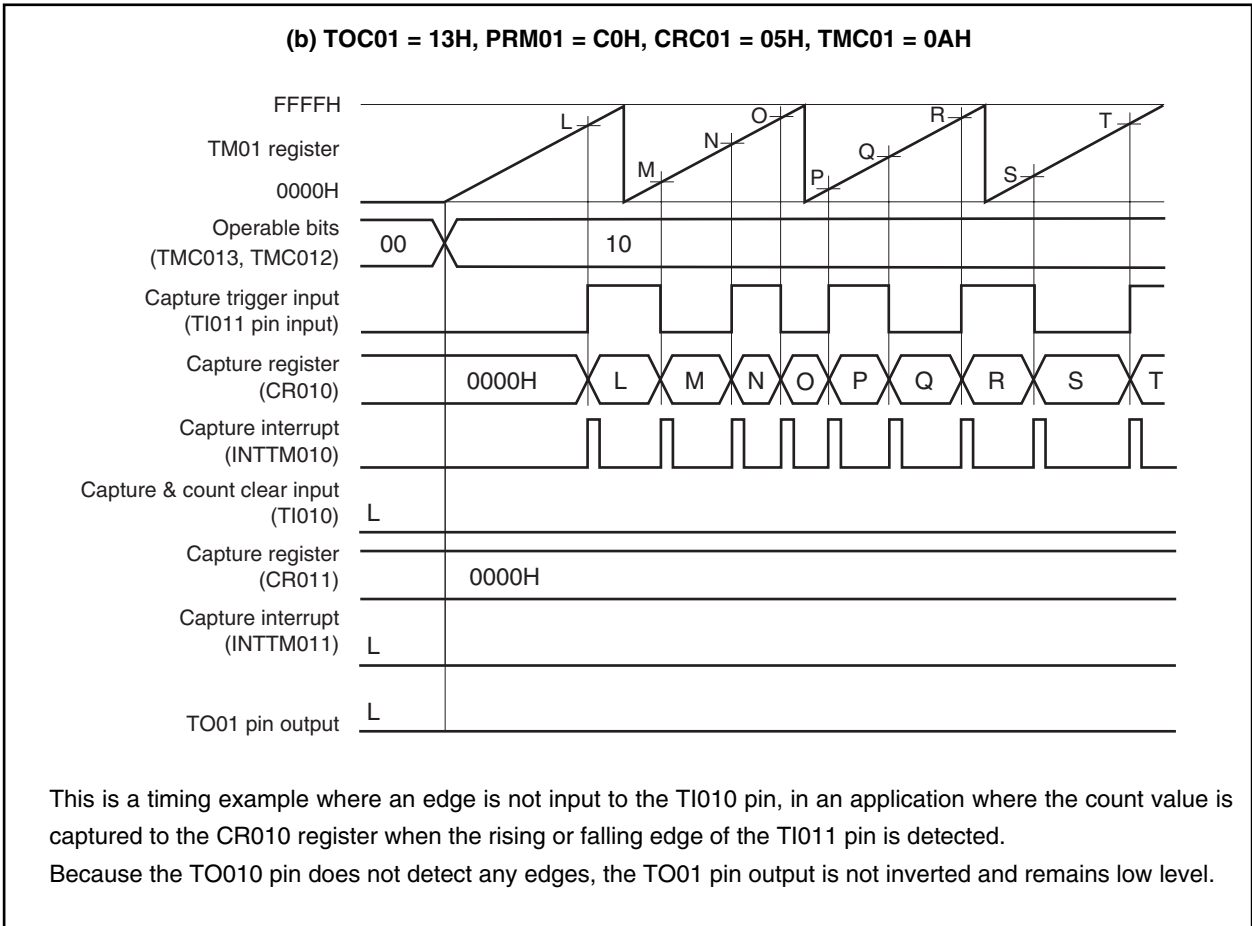 (b) TOC01 = 13H, PRM01 = C0H, CRC01 = 05H, TMC01 = 0AH
FFFFH
TM01 register
0000H
L
M
N
O
P
Q
R
S
T
Operable bits
(TMC013, TMC012)
00
10
Capture trigger input
(TI011 pin input)
Capture register
(CR010)
0000H
L
M
N
O
P
Q
R
S
T
Capture interrupt
(INTTM010)
Capture & count clear input
(TI010)
L
Capture register
(CR011)
0000H
Capture interrupt
(INTTM011)
L
TO01 pin output
L
This is a timing example where an edge is not input to the TI010 pin, in an application where the count value is
captured to the CR010 register when the rising or falling edge of the TI011 pin is detected.
Because the TO010 pin does not detect any edges, the TO01 pin output is not inverted and remains low level.